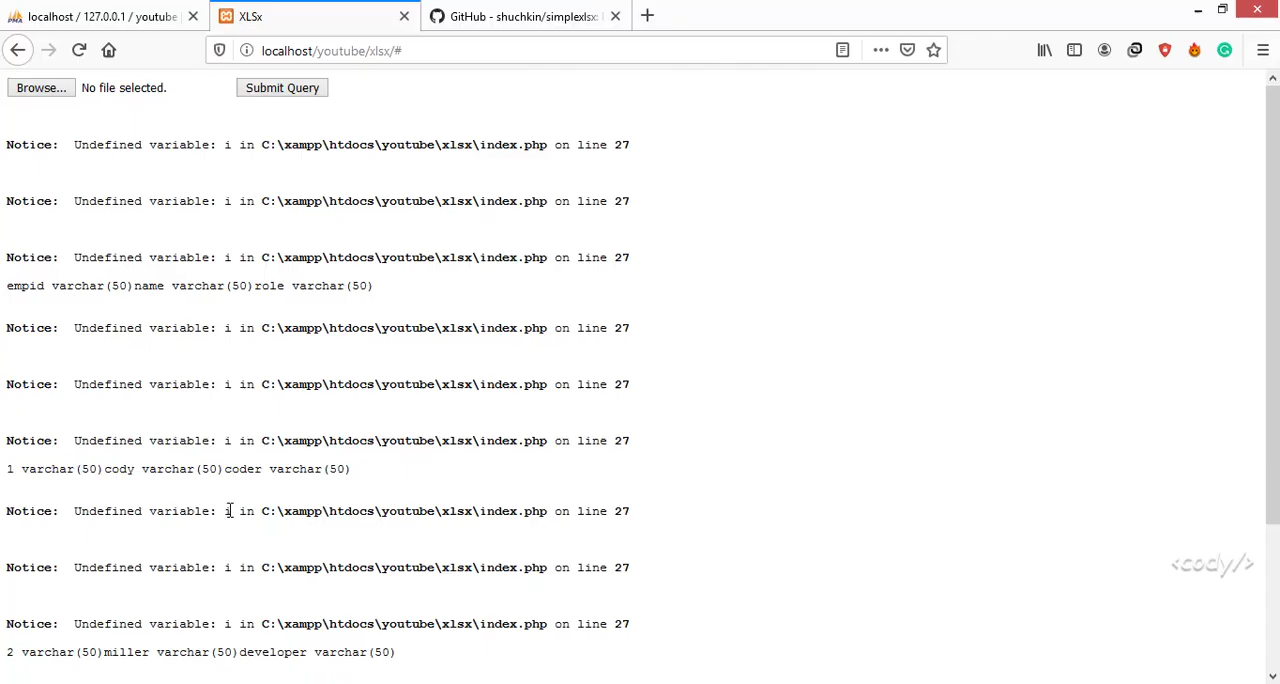 localhost / 127.0.0.1 / youtube
XLSx
GitHub - shuchkin/simplexlsx:
localhost/youtube/xlsx/#
Browse... No file selected. Submit Query
Notice: Undefined variable: i in C:\xampp\htdocs\youtube\xlsx\index.php on line 27
Notice: Undefined variable: i in C:\xampp\htdocs\youtube\xlsx\index.php on line 27
Notice: Undefined variable: i in C:\xampp\htdocs\youtube\xlsx\index.php on line 27
empid varchar(50)name varchar(50)role varchar(50)
Notice: Undefined variable: i in C:\xampp\htdocs\youtube\xlsx\index.php on line 27
Notice: Undefined variable: i in C:\xampp\htdocs\youtube\xlsx\index.php on line 27
Notice: Undefined variable: i in C:\xampp\htdocs\youtube\xlsx\index.php on line 27
1 varchar(50)cody varchar(50)coder varchar(50)
Notice: Undefined variable: i in C:\xampp\htdocs\youtube\xlsx\index.php on line 27
Notice: Undefined variable: i in C:\xampp\htdocs\youtube\xlsx\index.php on line 27
<cody/>
Notice: Undefined variable: i in C:\xampp\htdocs\youtube\xlsx\index.php on line 27
2 varchar(50)miller varchar(50)developer varchar(50)